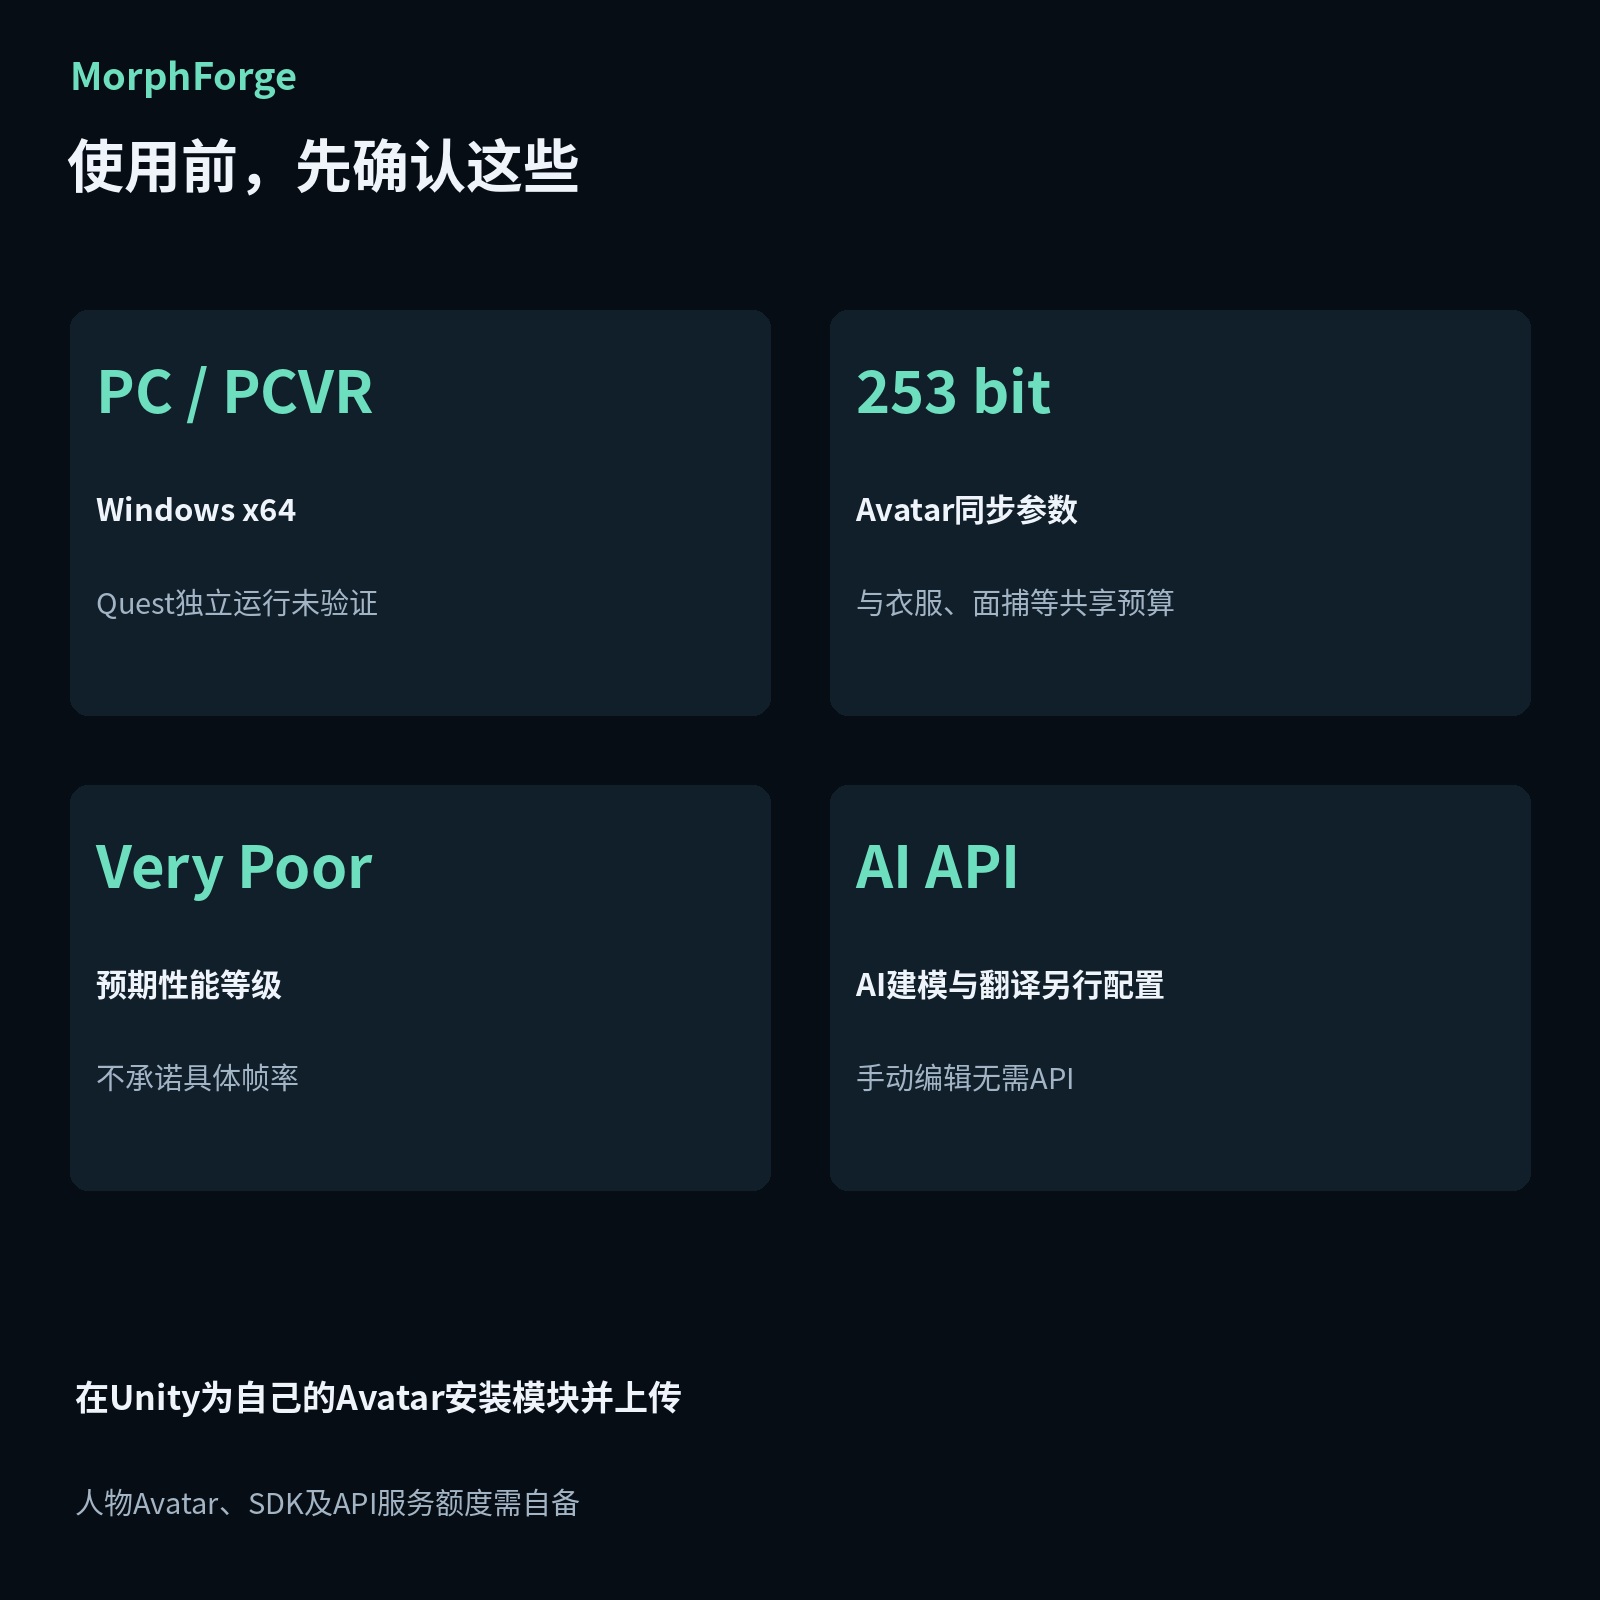 MorphForge
使用前，先确认这些
PC / PCVR
Windows x64
Quest独立运行未验证
253 bit
Avatar同步参数
与衣服、面捕等共享预算
Very Poor
预期性能等级
不承诺具体帧率
AI API
AI建模与翻译另行配置
手动编辑无需API
在Unity为自己的Avatar安装模块并上传
人物Avatar、SDK及API服务额度需自备